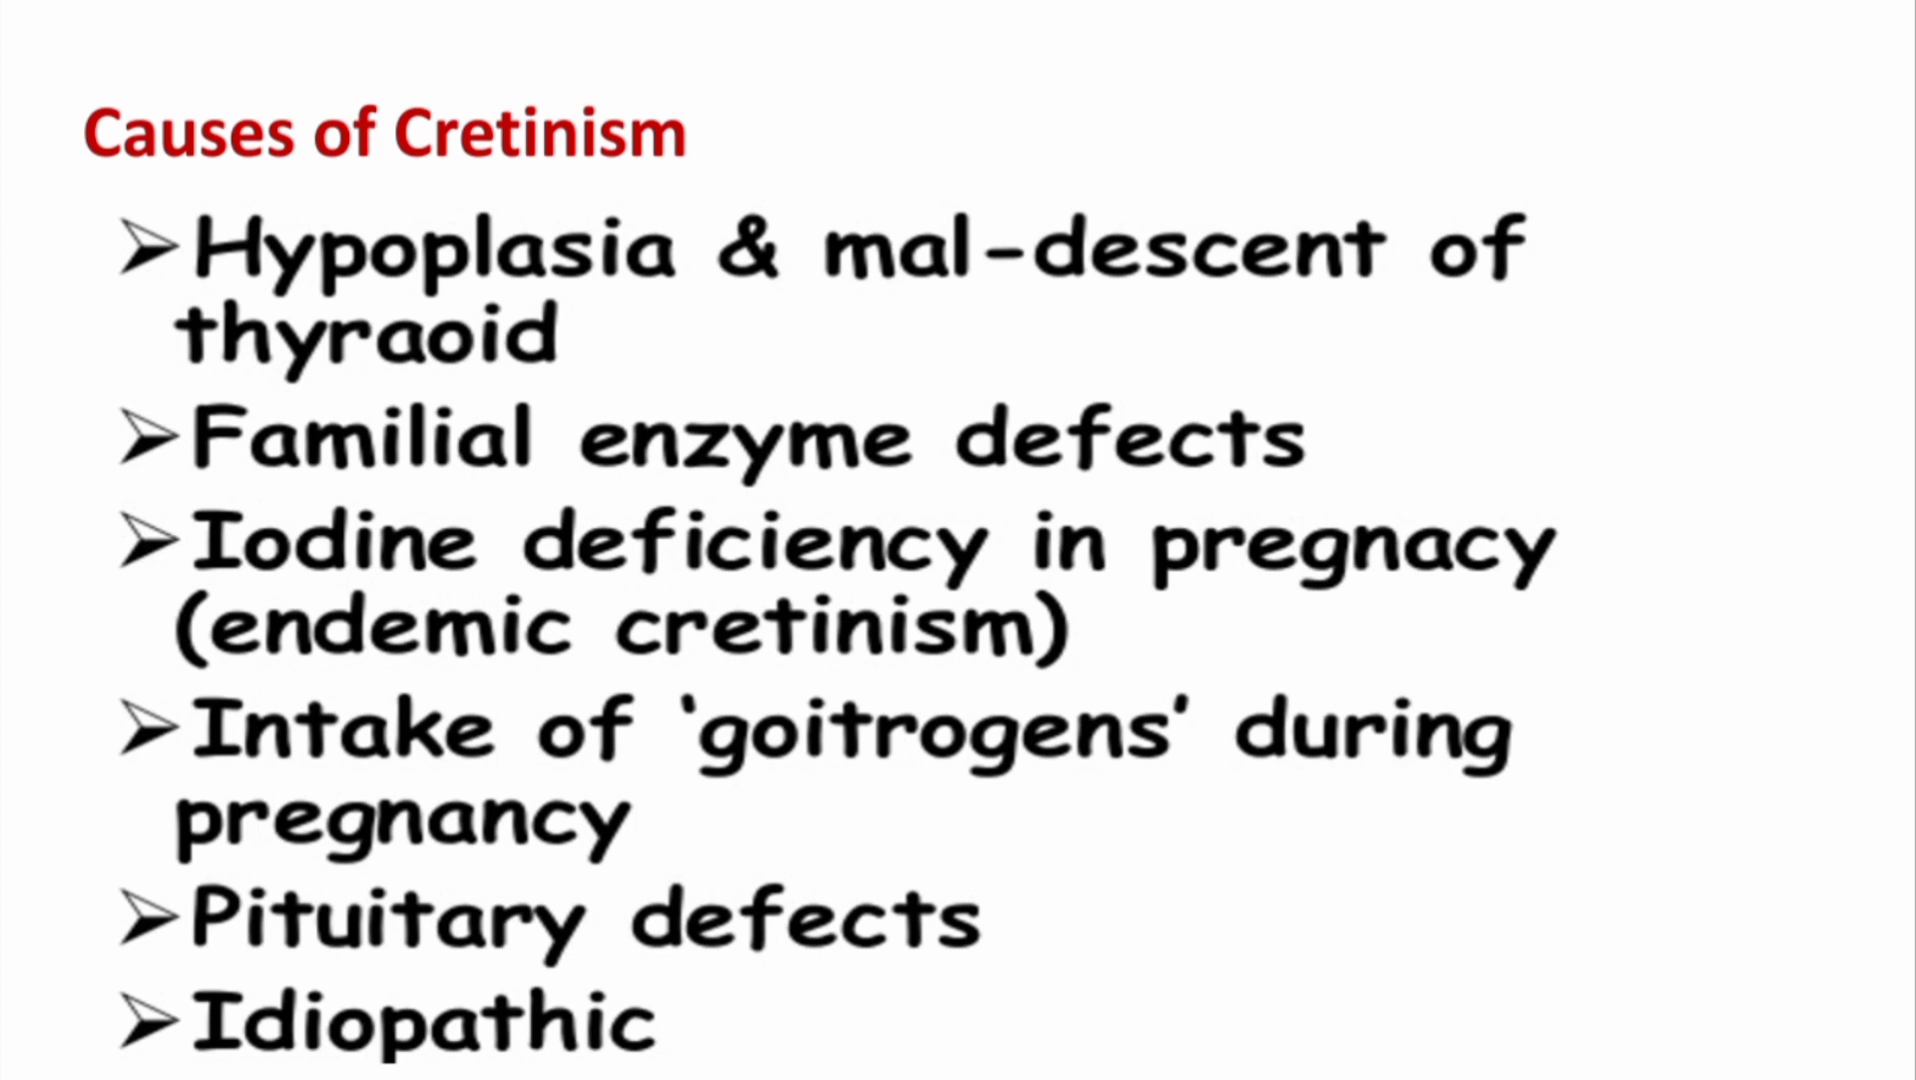 Causes of Cretinism
➢Hypoplasia & mal-descent of
thyraoid
➢Familial enzyme defects
➢Iodine deficiency in pregnacy
(endemic cretinism)
➢Intake of ‘goitrogens’ during
pregnancy
➢Pituitary defects
➢Idiopathic